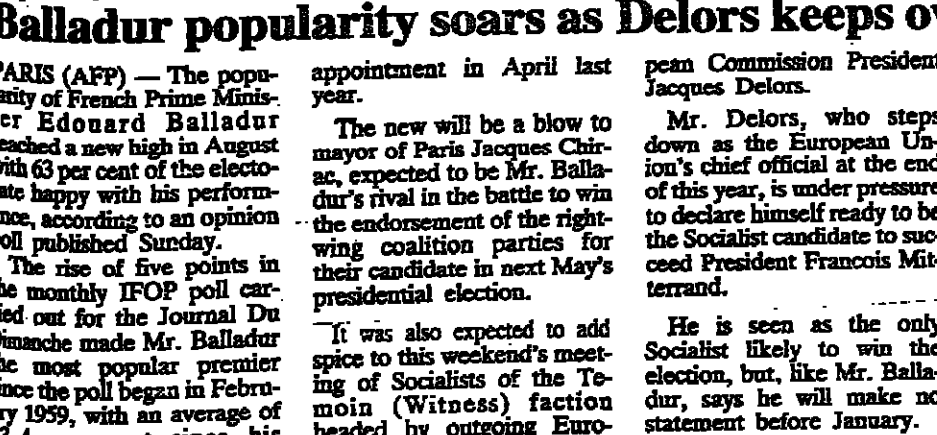 Balladur popularity soars as Delors keeps
PARIS (AFP) — The popu-
arity of French Prime Minis-
er Edouard Balladur
eached a new high in August
with 63 per cent of the electo-
ate happy with his perform-
nce, according to an opinion
oll published Sunday.
The rise of five points in
he monthly IFOP poll car-
ied out for the Journal Du
Dimanche made Mr. Balladur
he most popular premier
ince the poll began in Febru-
ry 1959, with an average of
appointment in April last
year.
The new will be a blow to
mayor of Paris Jacques Chir-
ac, expected to be Mr. Balla-
dur's rival in the battle to win
the endorsement of the right-
wing coalition parties for
their candidate in next May's
presidential election.
It was also expected to add
spice to this weekend's meet-
ing of Socialists of the Te-
moin (Witness) faction
headed by outgoing Euro-
pean Commission President
Jacques Delors.
Mr. Delors, who steps
down as the European Un-
ion's chief official at the end
of this year, is under pressure
to declare himself ready to be
the Socialist candidate to suc-
ceed President Francois Mit-
terrand.
He is seen as the only
Socialist likely to win the
election, but, like Mr. Balla-
dur, says he will make no
statement before January.